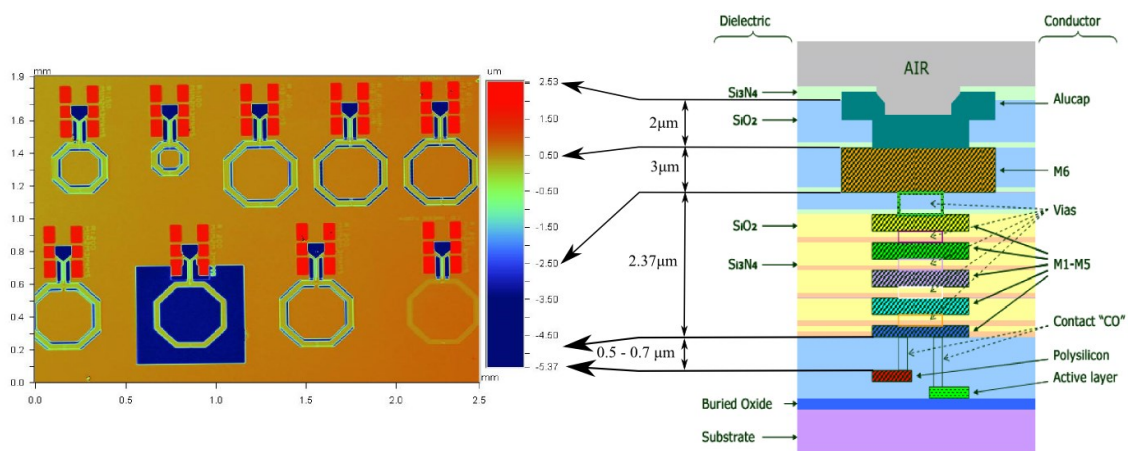 mm
1.9
1.8
1.6
1.4
1.2
1.0
0.8
0.6
0.4
0.2
0.0
0.0
0.5
1.0
1.5
2.0
2.5
mm
um
2.53
1.50
0.50
-0.50
-1.50
-2.50
-3.50
-4.50
-5.37
2μm
3μm
2.37μm
0.5 - 0.7 μm
Dielectric
Conductor
AIR
Si3N4
SiO2
SiO2
Si3N4
Buried Oxide
Substrate
Alucap
M6
Vias
M1-M5
Contact “CO”
Polysilicon
Active layer